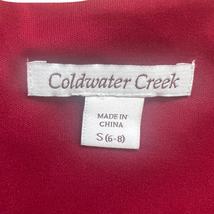 Coldwater Creek
MADE IN
CHINA
S (6-8)